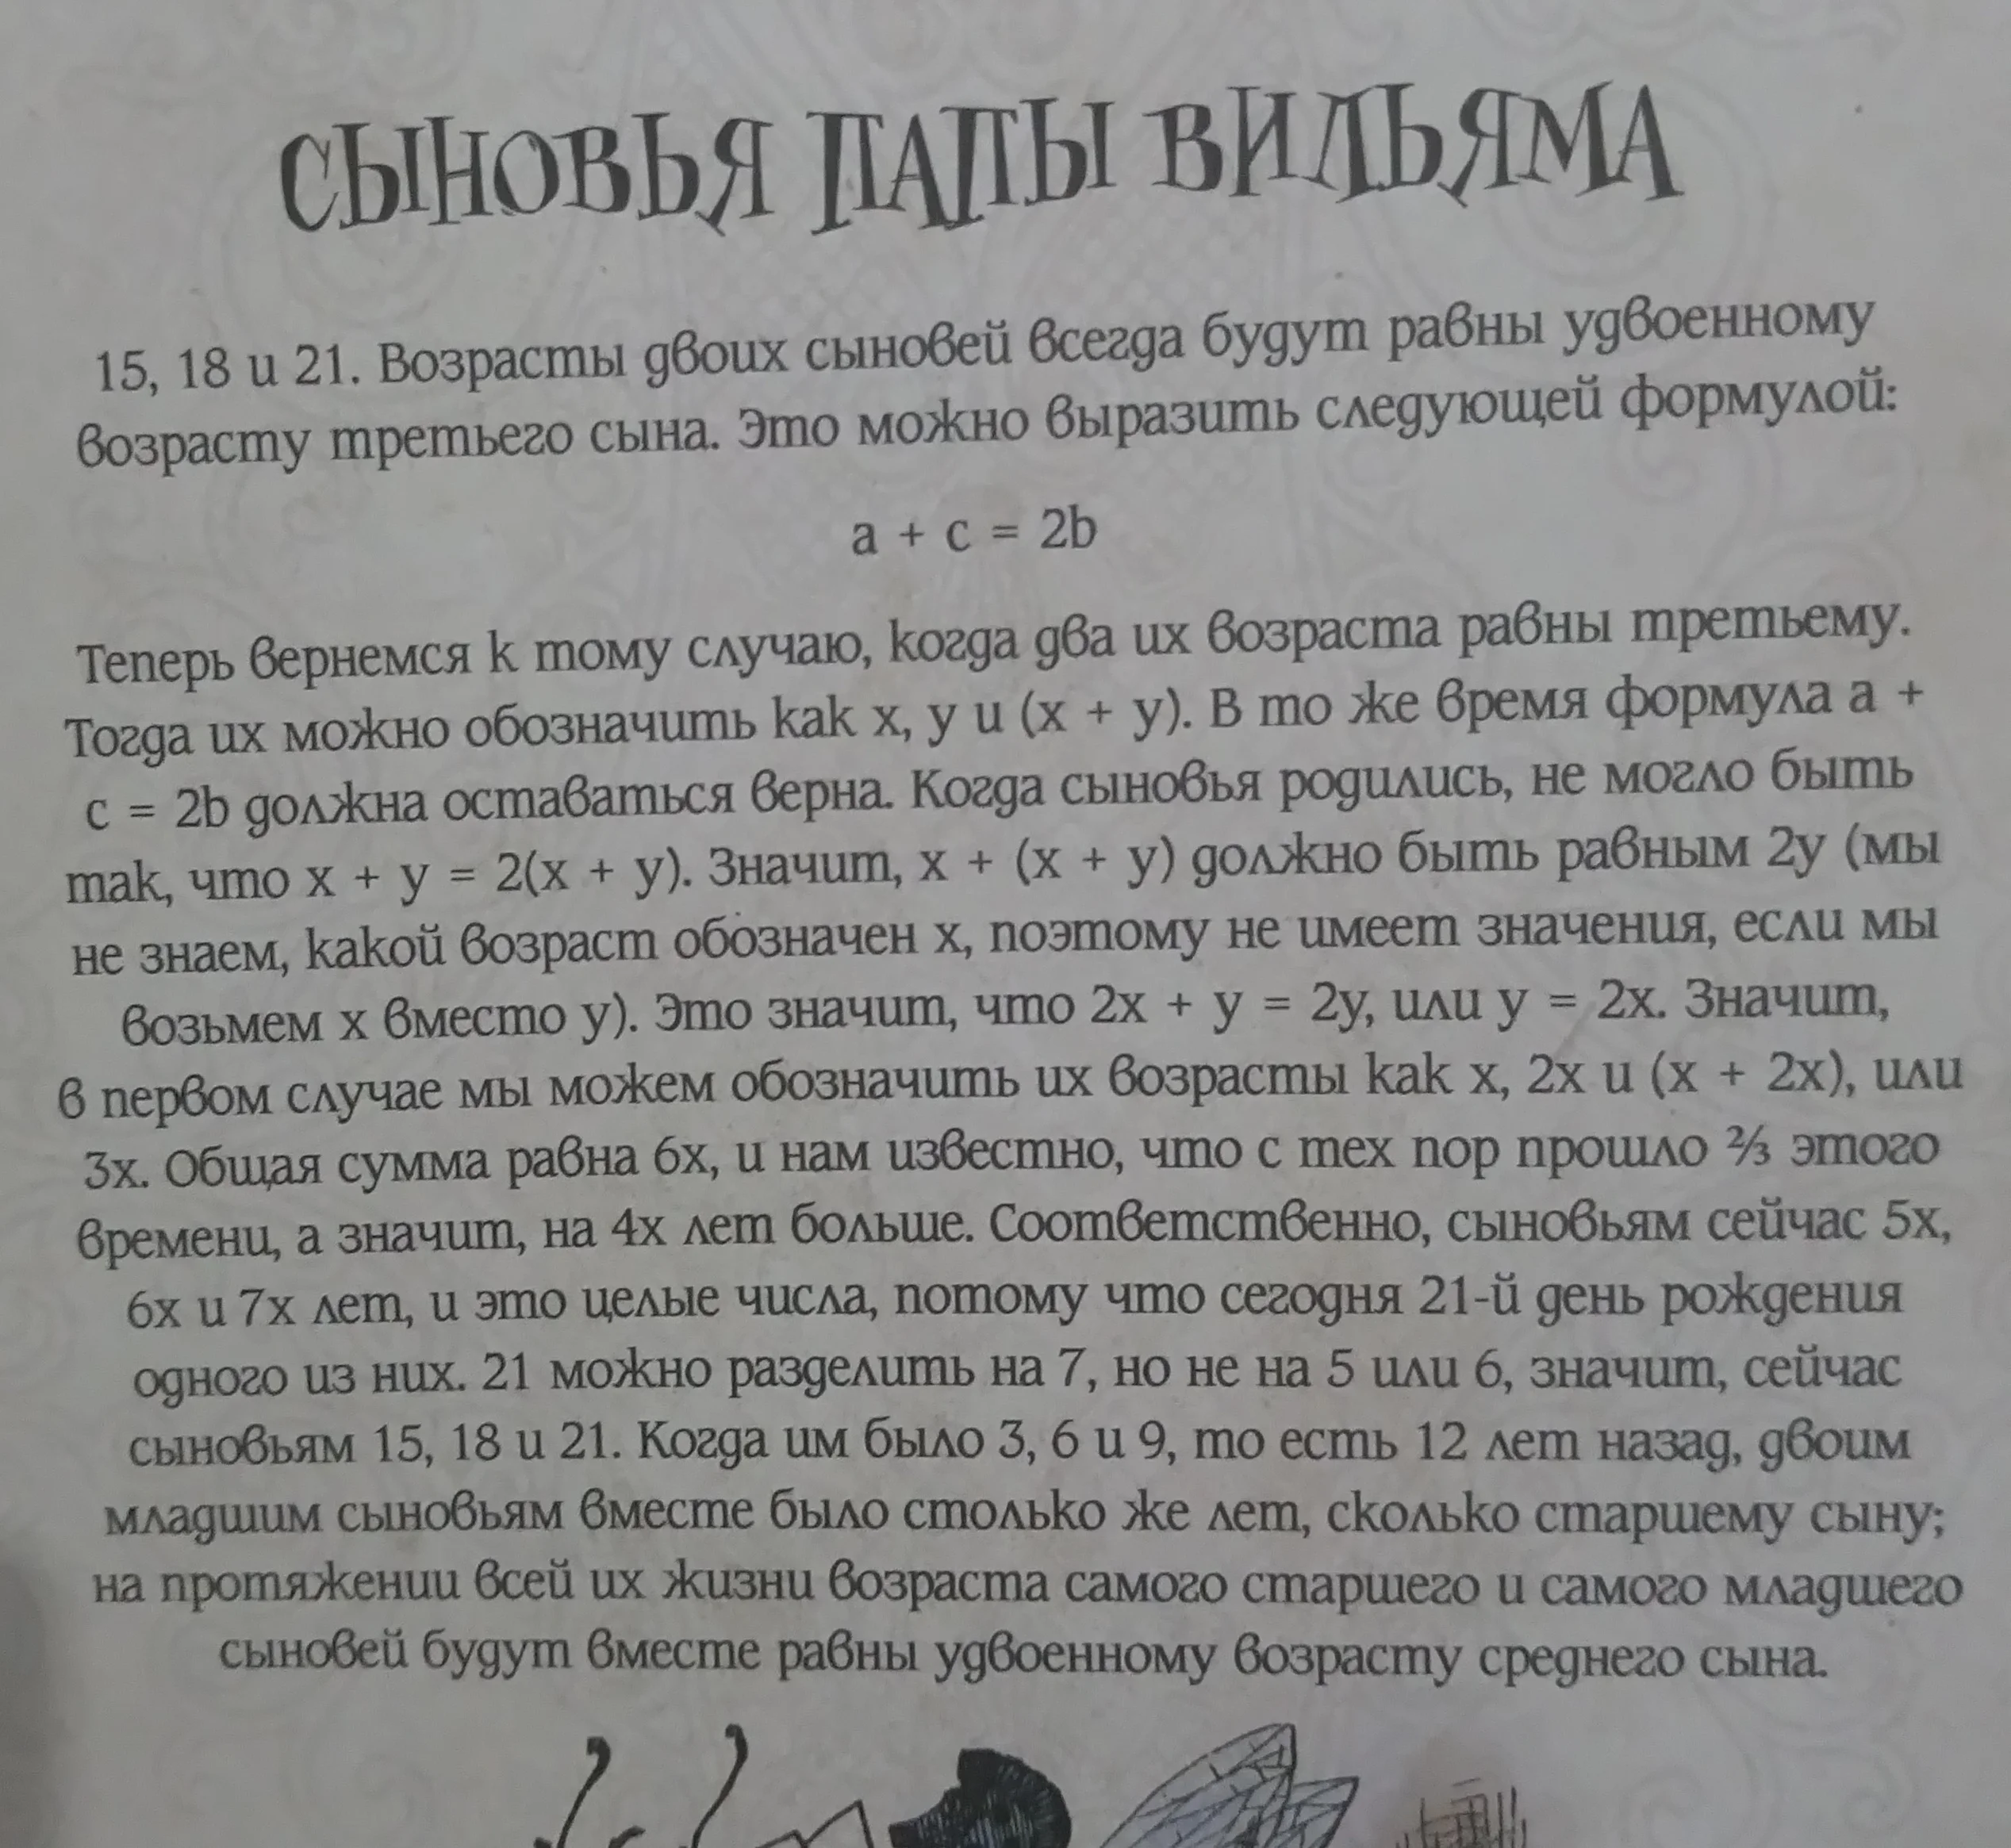 СЫНОВЬЯ ПАПЫ ВИЛЬЯМА
15, 18 и 21. Возрасты двоих сыновей всегда будут равны удвоенному
возрасту третьего сына. Это можно выразить следующей формулой:
a + c = 2b
Теперь вернемся к тому случаю, когда два их возраста равны третьему.
Тогда их можно обозначить как x, y и (x + y). В то же время формула a +
c = 2b должна оставаться верна. Когда сыновья родились, не могло быть
так, что x + y = 2(x + y). Значит, x + (x + y) должно быть равным 2y (мы
не знаем, какой возраст обозначен x, поэтому не имеет значения, если мы
возьмем x вместо y). Это значит, что 2x + y = 2y, или y = 2x. Значит,
в первом случае мы можем обозначить их возрасты как x, 2x и (x + 2x), или
3x. Общая сумма равна 6x, и нам известно, что с тех пор прошло ⅔ этого
времени, а значит, на 4x лет больше. Соответственно, сыновьям сейчас 5x,
6x и 7x лет, и это целые числа, потому что сегодня 21-й день рождения
одного из них. 21 можно разделить на 7, но не на 5 или 6, значит, сейчас
сыновьям 15, 18 и 21. Когда им было 3, 6 и 9, то есть 12 лет назад, двоим
младшим сыновьям вместе было столько же лет, сколько старшему сыну;
на протяжении всей их жизни возраста самого старшего и самого младшего
сыновей будут вместе равны удвоенному возрасту среднего сына.